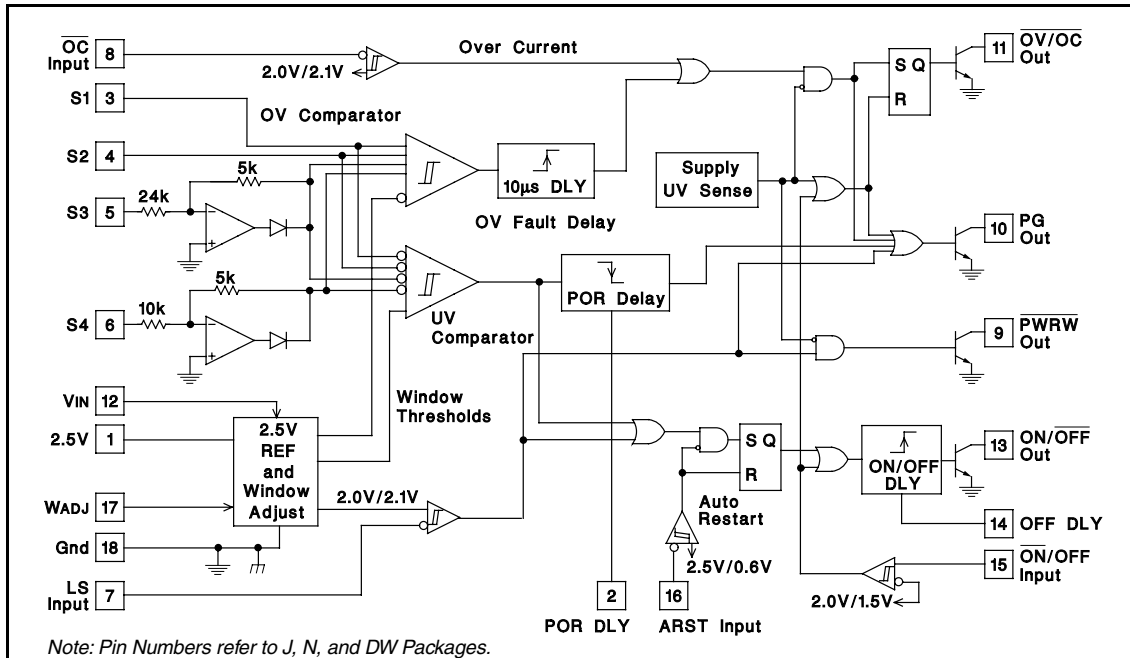 OC
Input
8
2.0V/2.1V
Over Current
S Q
R
11
OV/OC
Out
S1
3
OV Comparator
S2
4
5k
10µs DLY
Supply
UV Sense
S3
5
24k
−
+
OV Fault Delay
10
PG
Out
5k
POR Delay
S4
6
10k
−
+
UV
Comparator
9
PWRW
Out
VIN
12
Window
Thresholds
2.5V
1
2.5V
REF
and
Window
Adjust
S Q
R
ON/OFF
DLY
13
ON/OFF
Out
WADJ
17
2.0V/2.1V
Auto
Restart
14
OFF DLY
Gnd
18
2.5V/0.6V
15
ON/OFF
Input
LS
Input
7
2
16
2.0V/1.5V
POR DLY
ARST Input
Note: Pin Numbers refer to J, N, and DW Packages.